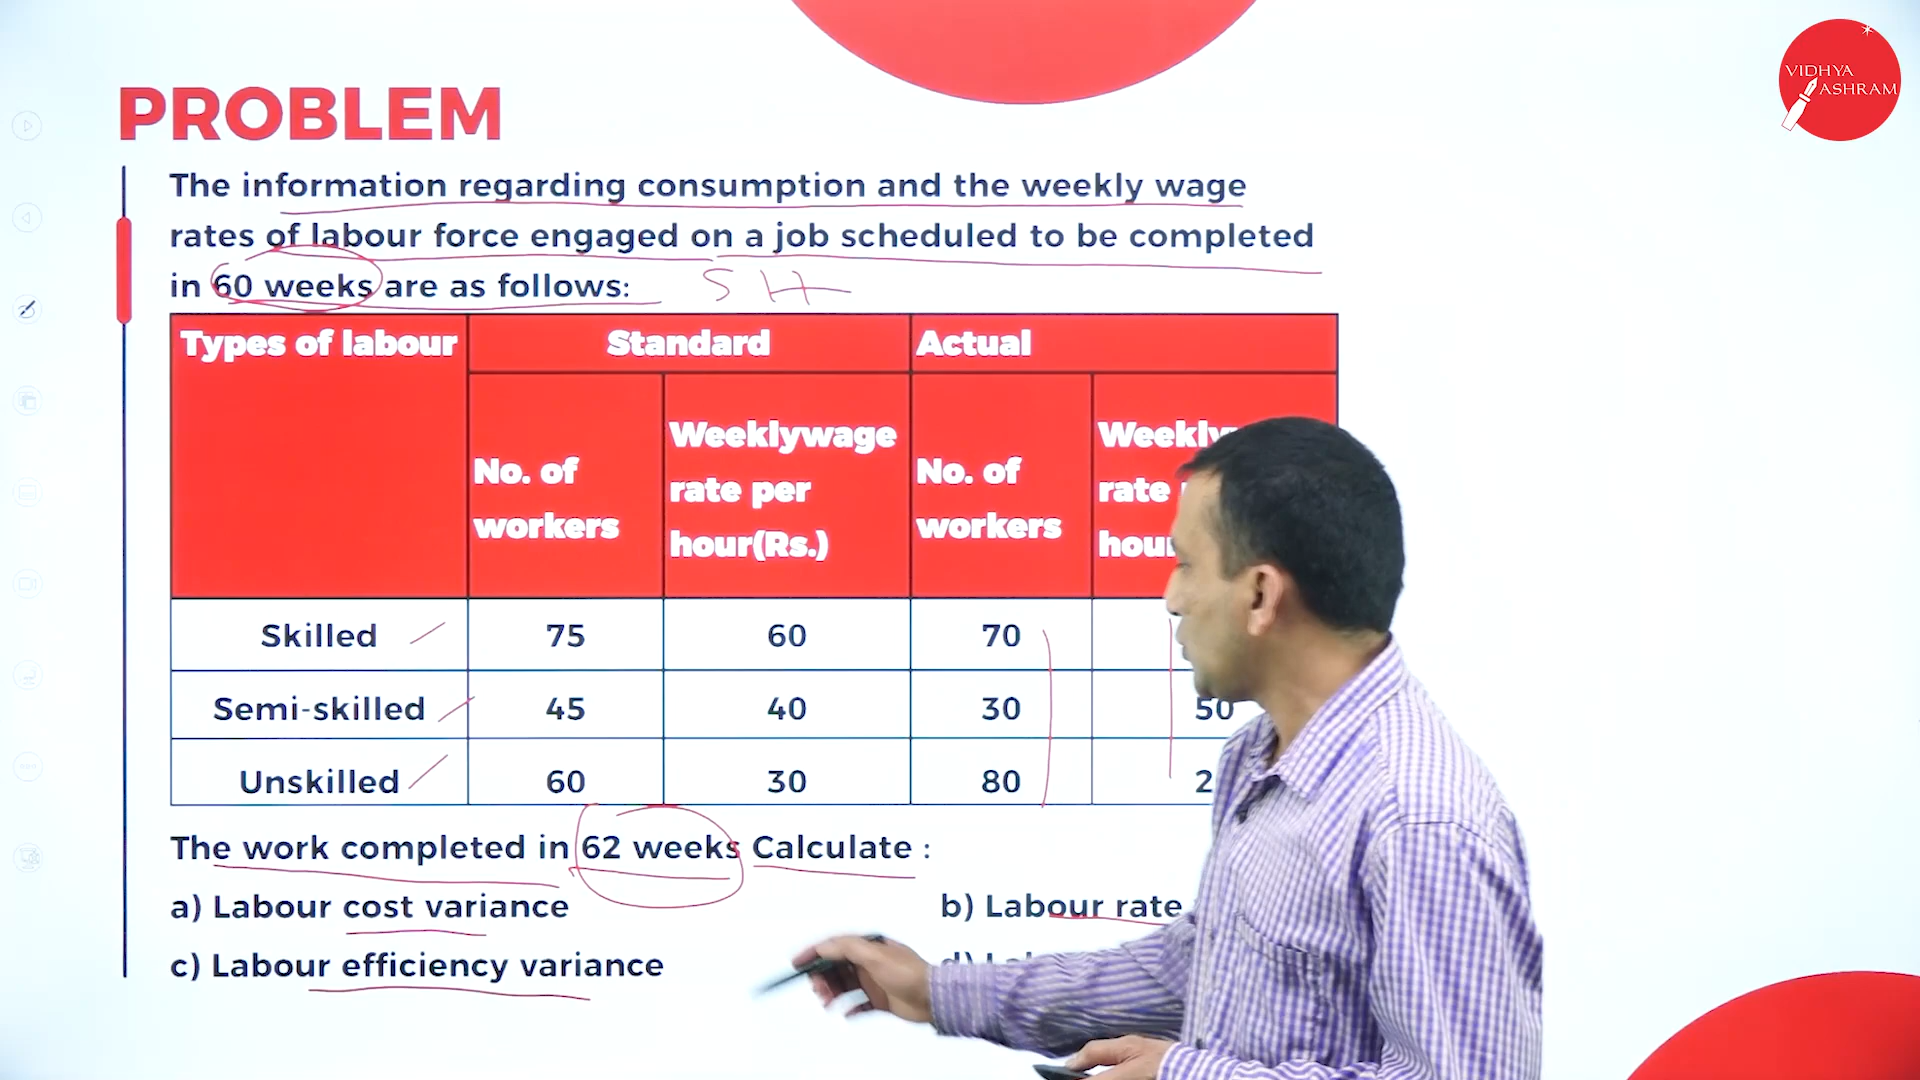 VIDHYA
ASHRAM
PROBLEM
The information regarding consumption and the weekly wage
rates of labour force engaged on a job scheduled to be completed
in 60 weeks are as follows: SH
Types of labour Standard Actual
No. of workers Weeklywage rate per hour(Rs.) No. of workers rate
Skilled 75 60 70
Semi-skilled 45 40 30 50
Unskilled 60 30 80
The work completed in 62 weeks Calculate :
a) Labour cost variance b) Labour rate
c) Labour efficiency variance d)